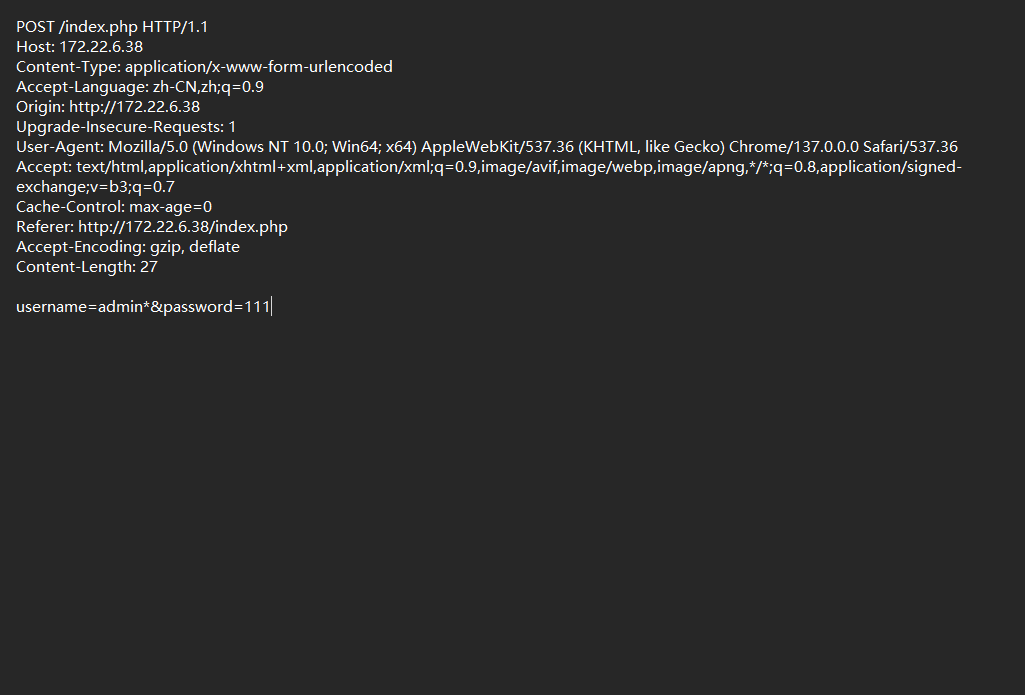 POST /index.php HTTP/1.1
Host: 172.22.6.38
Content-Type: application/x-www-form-urlencoded
Accept-Language: zh-CN,zh;q=0.9
Origin: http://172.22.6.38
Upgrade-Insecure-Requests: 1
User-Agent: Mozilla/5.0 (Windows NT 10.0; Win64; x64) AppleWebKit/537.36 (KHTML, like Gecko) Chrome/137.0.0.0 Safari/537.36
Accept: text/html,application/xhtml+xml,application/xml;q=0.9,image/avif,image/webp,image/apng,*/*;q=0.8,application/signed-
exchange;v=b3;q=0.7
Cache-Control: max-age=0
Referer: http://172.22.6.38/index.php
Accept-Encoding: gzip, deflate
Content-Length: 27

username=admin*&password=111